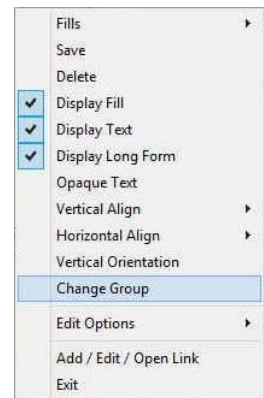 Fills
Save
Delete
Display Fill
Display Text
Display Long Form
Opaque Text
Vertical Align
Horizontal Align
Vertical Orientation
Change Group
Edit Options
Add / Edit / Open Link
Exit